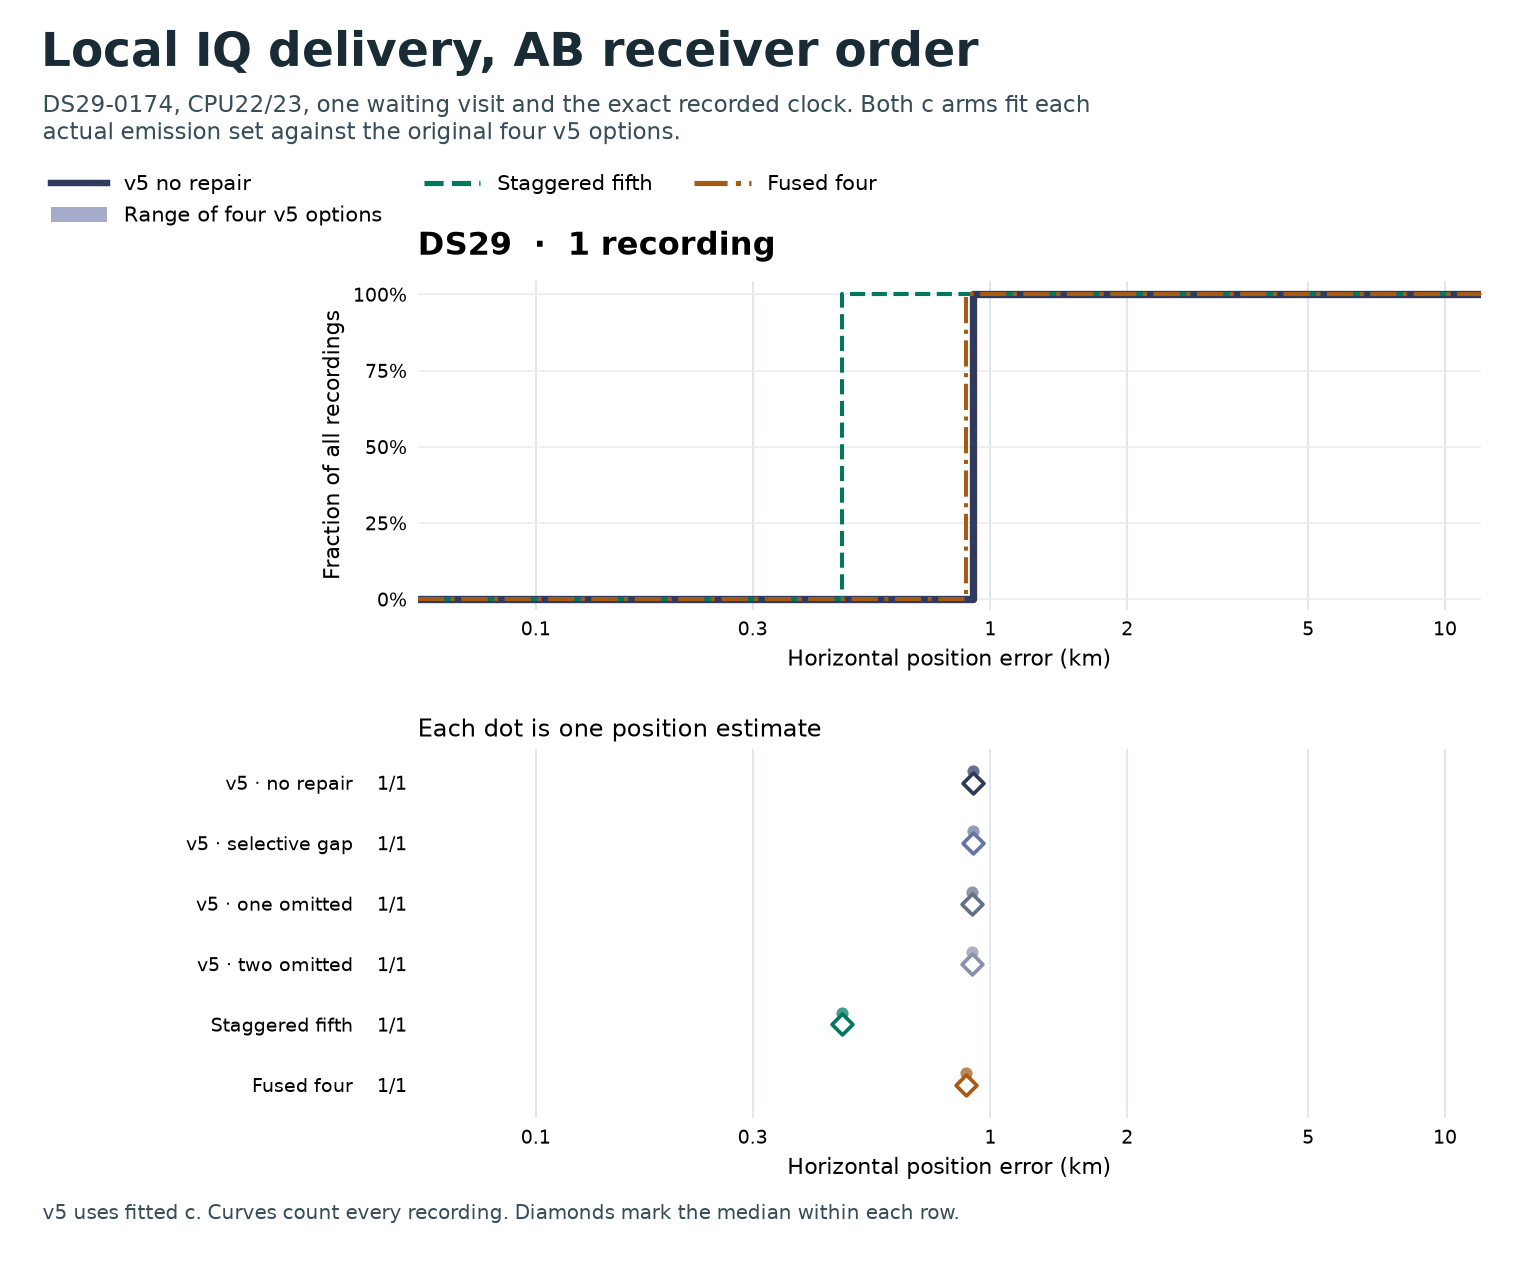 Local IQ delivery, AB receiver order
DS29-0174, CPU22/23, one waiting visit and the exact recorded clock. Both c arms fit each
actual emission set against the original four v5 options.
v5 no repair
Range of four v5 options
Staggered fifth
Fused four
DS29 · 1 recording
Fraction of all recordings
100%
75%
50%
25%
0%
0.1 0.3 1 2 5 10
Horizontal position error (km)
Each dot is one position estimate
v5 · no repair 1/1
v5 · selective gap 1/1
v5 · one omitted 1/1
v5 · two omitted 1/1
Staggered fifth 1/1
Fused four 1/1
0.1 0.3 1 2 5 10
Horizontal position error (km)
v5 uses fitted c. Curves count every recording. Diamonds mark the median within each row.